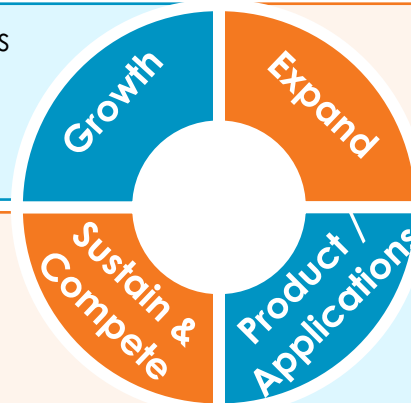 s
Growth
Expand
Sustain &
Compete
Product /
Applications